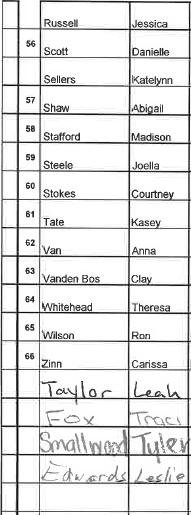 Russell Jessica
56 Scott Danielle
Sellers Katelynn
57 Shaw Abigail
58 Stafford Madison
59 Steele Joella
60 Stokes Courtney
61 Tate Kasey
62 Van Anna
63 Vanden Bos Clay
64 Whitehead Theresa
65 Wilson Ron
66 Zinn Carissa
Taylor Leah
Fox Traci
Smallwood Tyler
Edwards Leslie